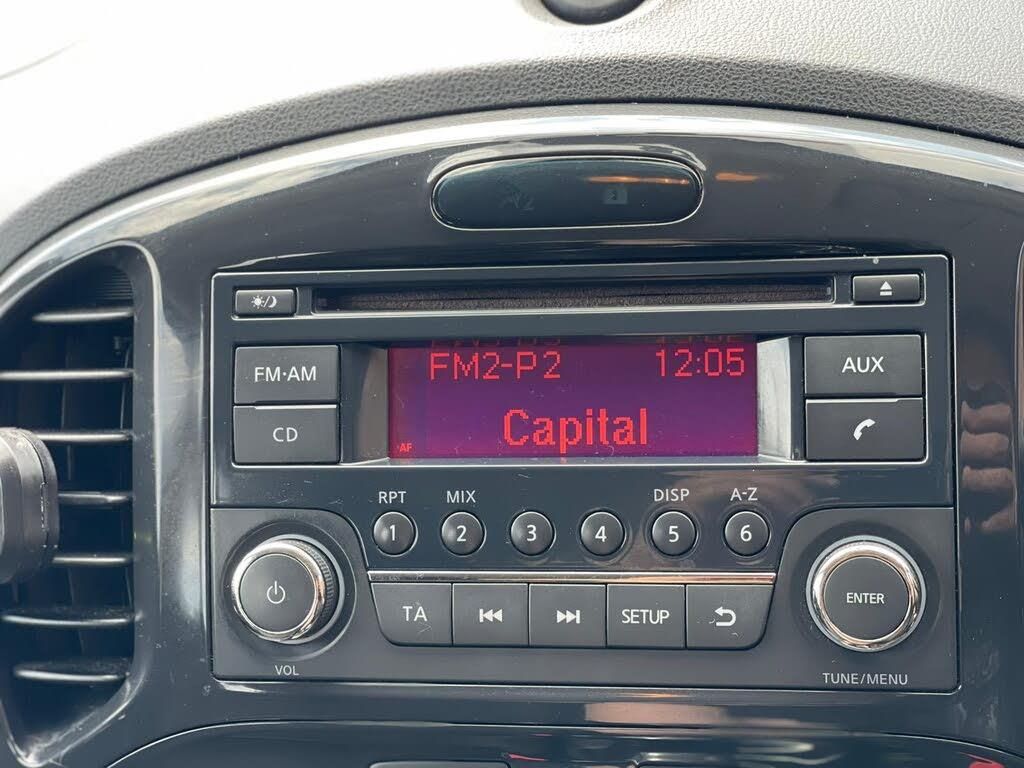 FM2-P2 12:05
Capital
AF
FM·AM
CD
AUX
RPT MIX DISP A-Z
1 2 3 4 5 6
TA SETUP
ENTER
VOL
TUNE/MENU